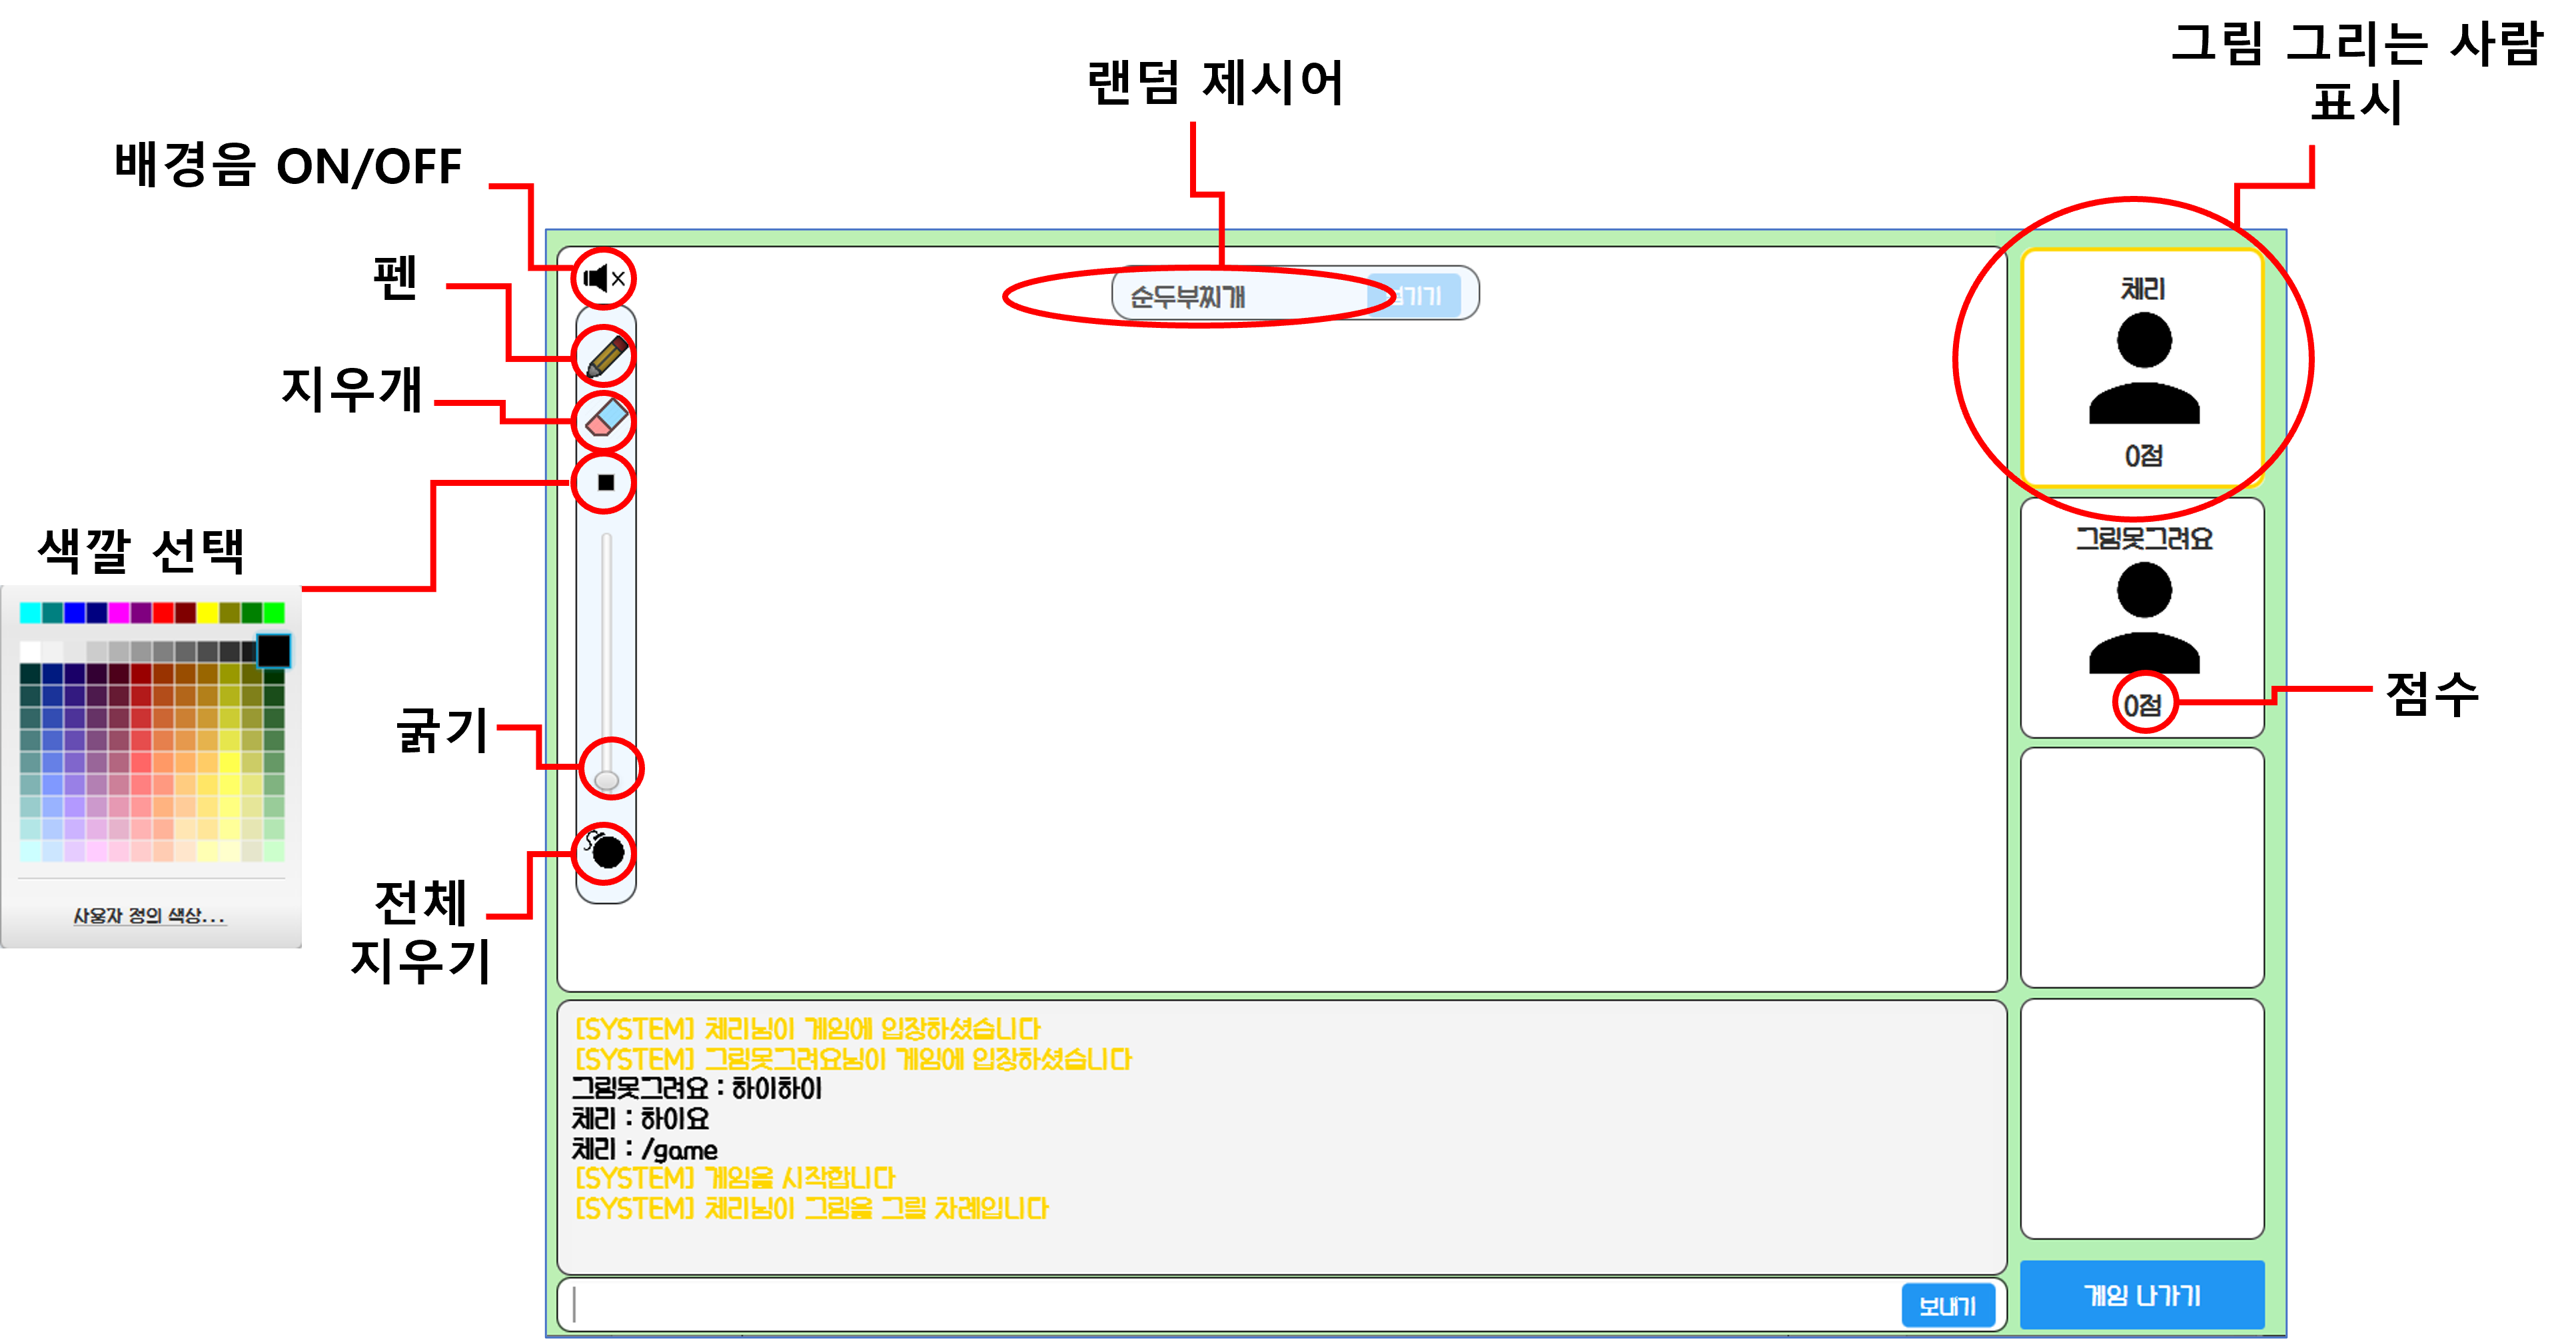 그림 그리는 사람
표시
랜덤 제시어
배경음 ON/OFF
펜
지우개
색깔 선택
사용자 정의 색상...
굵기
전체
지우기
순두부찌개
체리
0점
그림못그려요
0점
점수
[SYSTEM] 체리님이 게임에 입장하셨습니다
[SYSTEM] 그림못그려요님이 게임에 입장하셨습니다
그림못그려요 : 하이하이
체리 : 하이요
체리 : /game
[SYSTEM] 게임을 시작합니다
[SYSTEM] 체리님이 그림을 그릴 차례입니다
보내기
게임 나가기